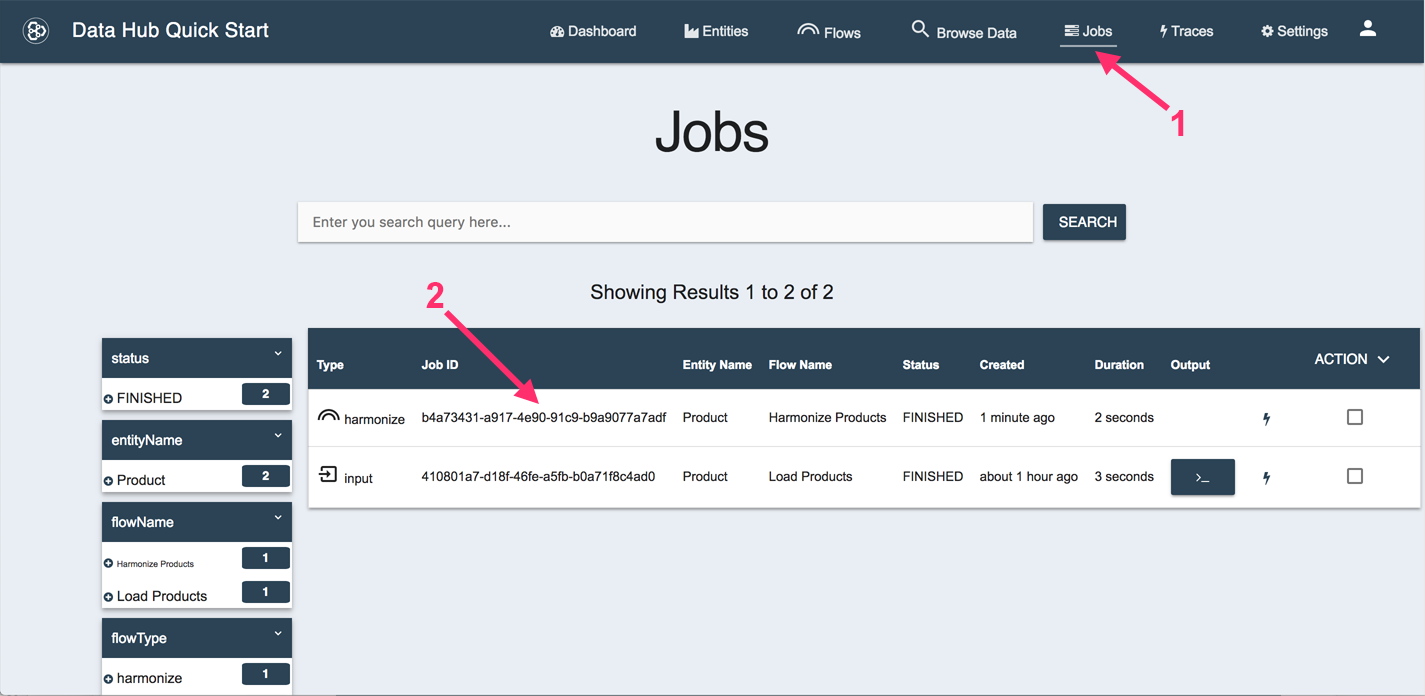 Data Hub Quick Start Dashboard Entities Flows Browse Data Jobs Traces Settings
1
Jobs
Enter you search query here... SEARCH
2
Showing Results 1 to 2 of 2
status
FINISHED 2
entityName
Product 2
flowName
Harmonize Products 1
Load Products 1
flowType
harmonize 1
Type Job ID Entity Name Flow Name Status Created Duration Output ACTION
harmonize b4a73431-a917-4e90-91c9-b9a9077a7adf Product Harmonize Products FINISHED 1 minute ago 2 seconds
input 410801a7-d18f-46fe-a5fb-b0a71f8c4ad0 Product Load Products FINISHED about 1 hour ago 3 seconds >_